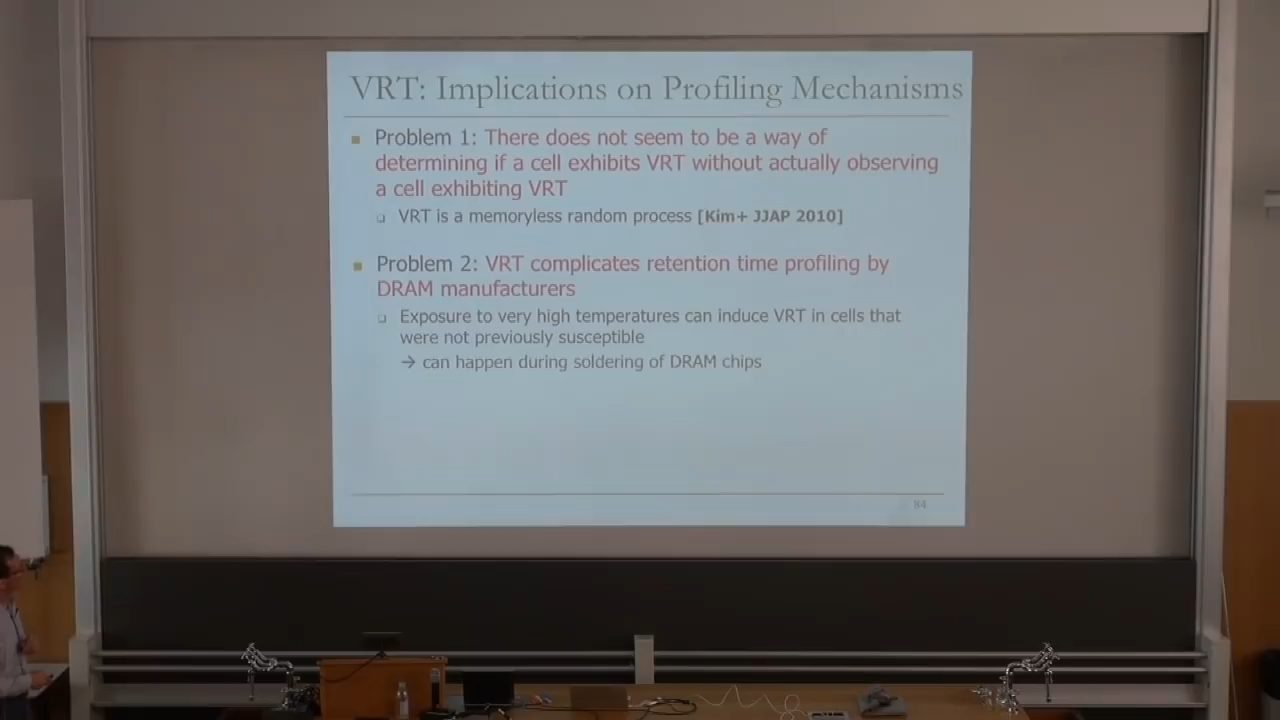 VRT: Implications on Profiling Mechanisms
Problem 1: There does not seem to be a way of
determining if a cell exhibits VRT without actually observing
a cell exhibiting VRT
VRT is a memoryless random process [Kim+ JJAP 2010]
Problem 2: VRT complicates retention time profiling by
DRAM manufacturers
Exposure to very high temperatures can induce VRT in cells that
were not previously susceptible
→ can happen during soldering of DRAM chips
84